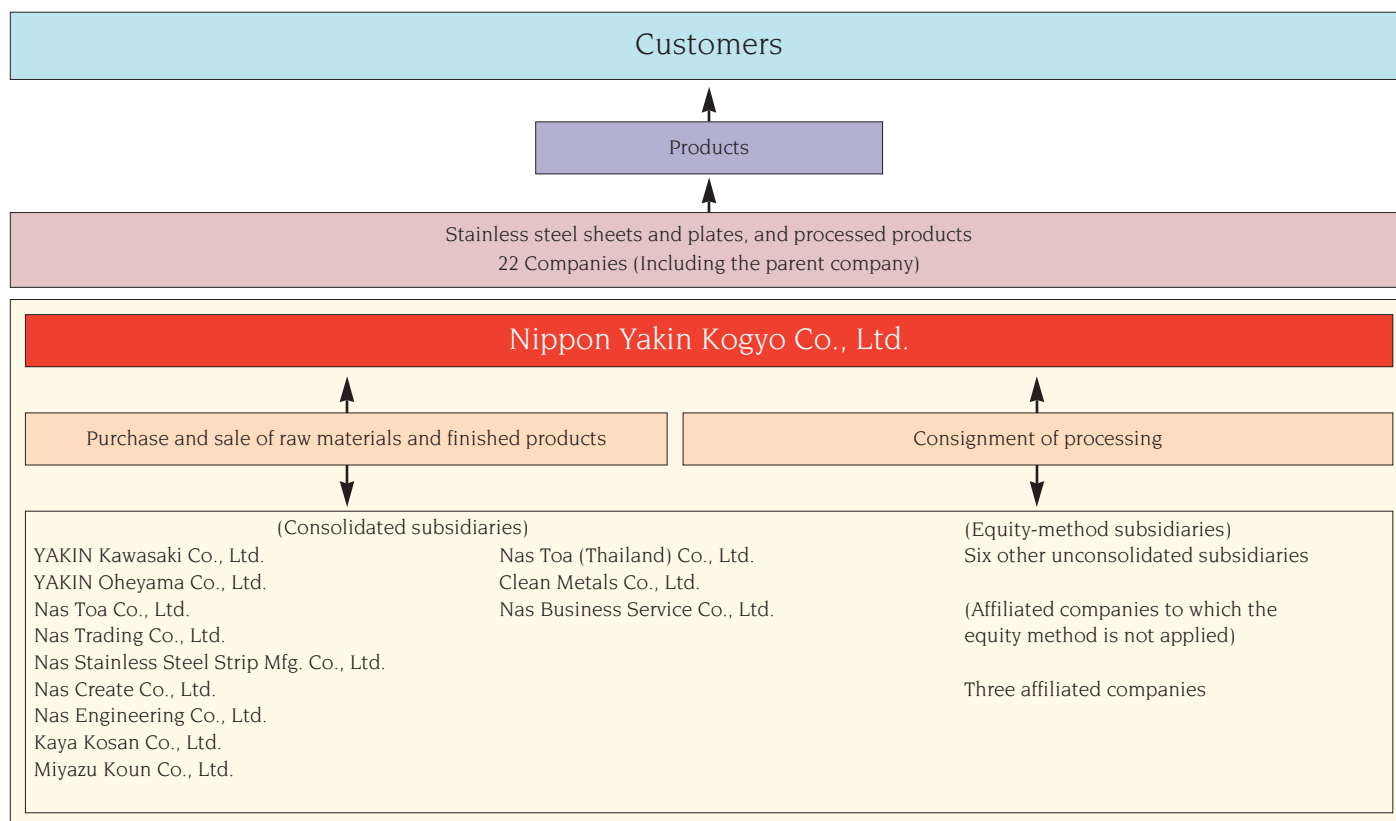 Customers
Products
Stainless steel sheets and plates, and processed products
22 Companies (Including the parent company)
Nippon Yakin Kogyo Co., Ltd.
Purchase and sale of raw materials and finished products
Consignment of processing
(Consolidated subsidiaries)
YAKIN Kawasaki Co., Ltd.
YAKIN Oheyama Co., Ltd.
Nas Toa Co., Ltd.
Nas Trading Co., Ltd.
Nas Stainless Steel Strip Mfg. Co., Ltd.
Nas Create Co., Ltd.
Nas Engineering Co., Ltd.
Kaya Kosan Co., Ltd.
Miyazu Koun Co., Ltd.
Nas Toa (Thailand) Co., Ltd.
Clean Metals Co., Ltd.
Nas Business Service Co., Ltd.
(Equity-method subsidiaries)
Six other unconsolidated subsidiaries
(Affiliated companies to which the
equity method is not applied)
Three affiliated companies